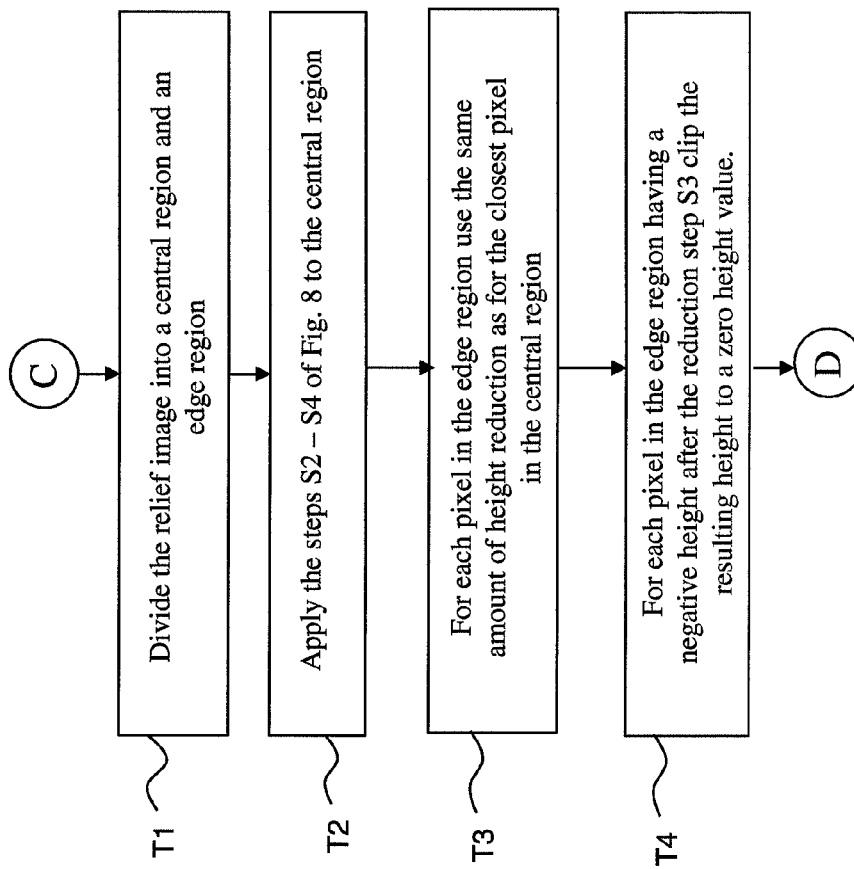 C
T1
Divide the relief image into a central region and an
edge region
T2
Apply the steps S2 – S4 of Fig. 8 to the central region
T3
For each pixel in the edge region use the same
amount of height reduction as for the closest pixel
in the central region
T4
For each pixel in the edge region having a
negative height after the reduction step S3 clip the
resulting height to a zero height value.
D